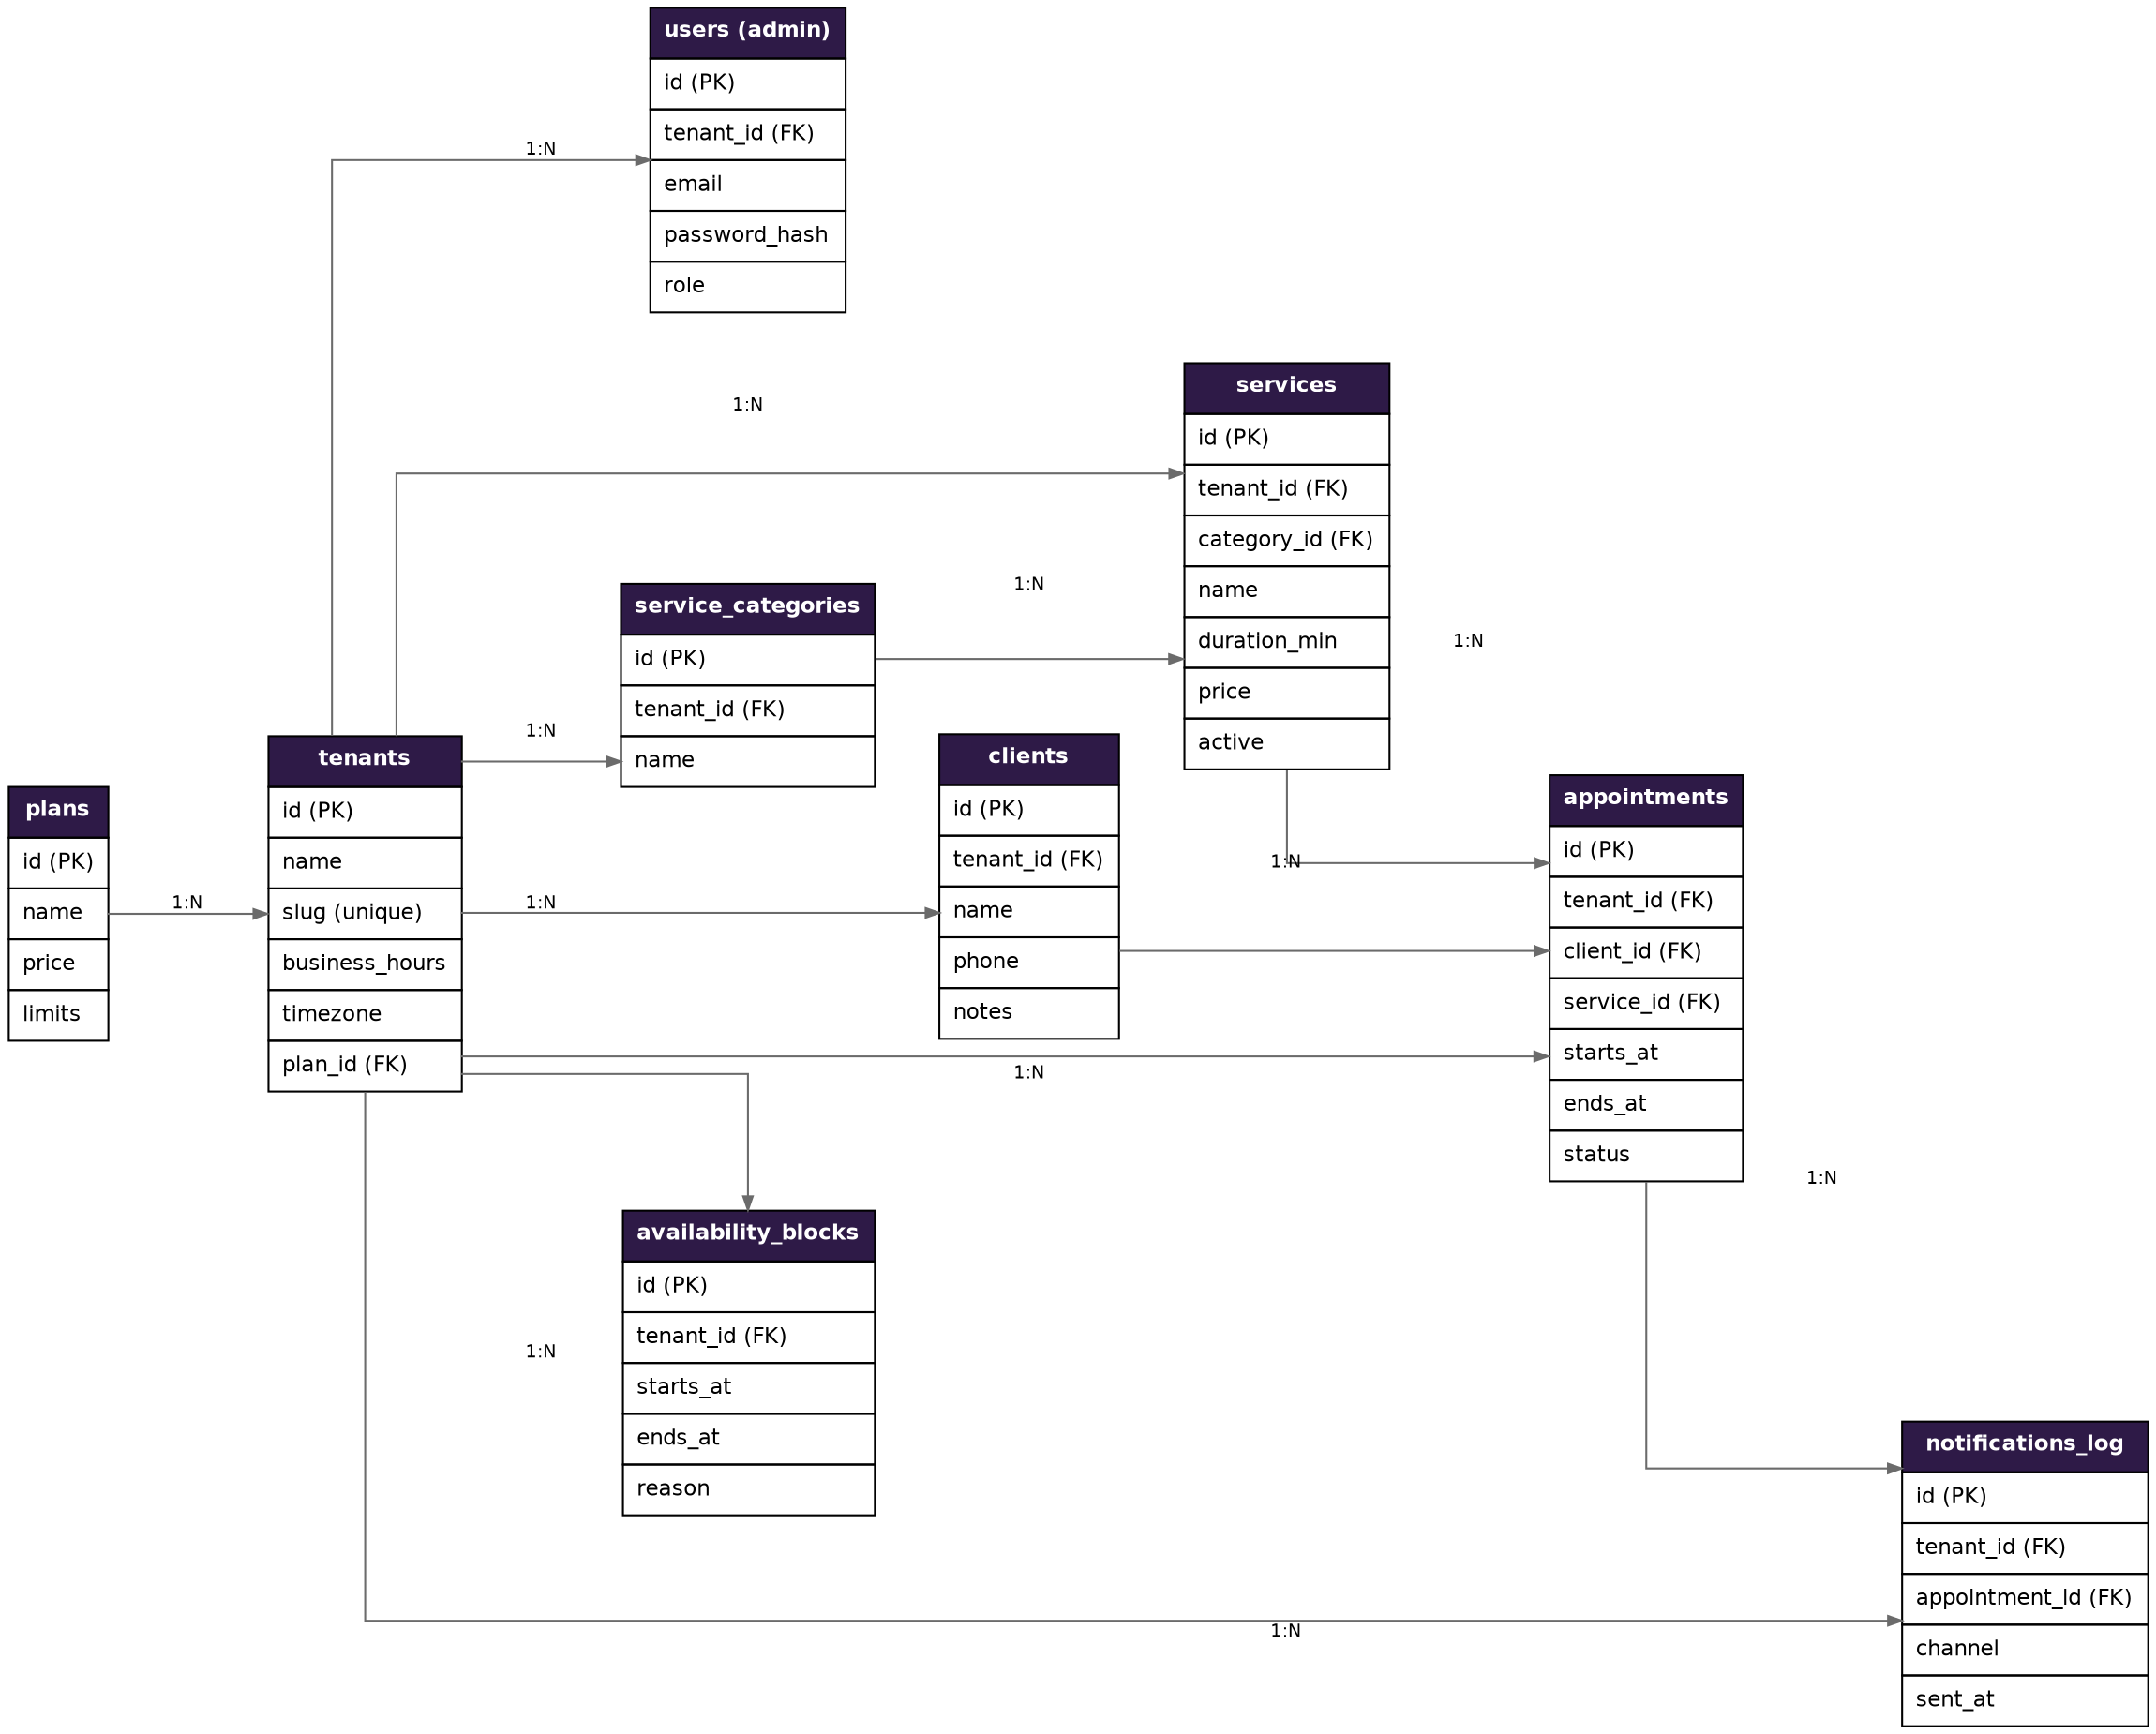 users (admin)
id (PK)
tenant_id (FK)
email
password_hash
role
1:N
1:N
services
id (PK)
tenant_id (FK)
category_id (FK)
name
duration_min
price
active
1:N
1:N
service_categories
id (PK)
tenant_id (FK)
name
1:N
clients
id (PK)
tenant_id (FK)
name
phone
notes
plans
id (PK)
name
price
limits
1:N
tenants
id (PK)
name
slug (unique)
business_hours
timezone
plan_id (FK)
1:N
1:N
1:N
appointments
id (PK)
tenant_id (FK)
client_id (FK)
service_id (FK)
starts_at
ends_at
status
1:N
availability_blocks
id (PK)
tenant_id (FK)
starts_at
ends_at
reason
1:N
1:N
notifications_log
id (PK)
tenant_id (FK)
appointment_id (FK)
channel
sent_at